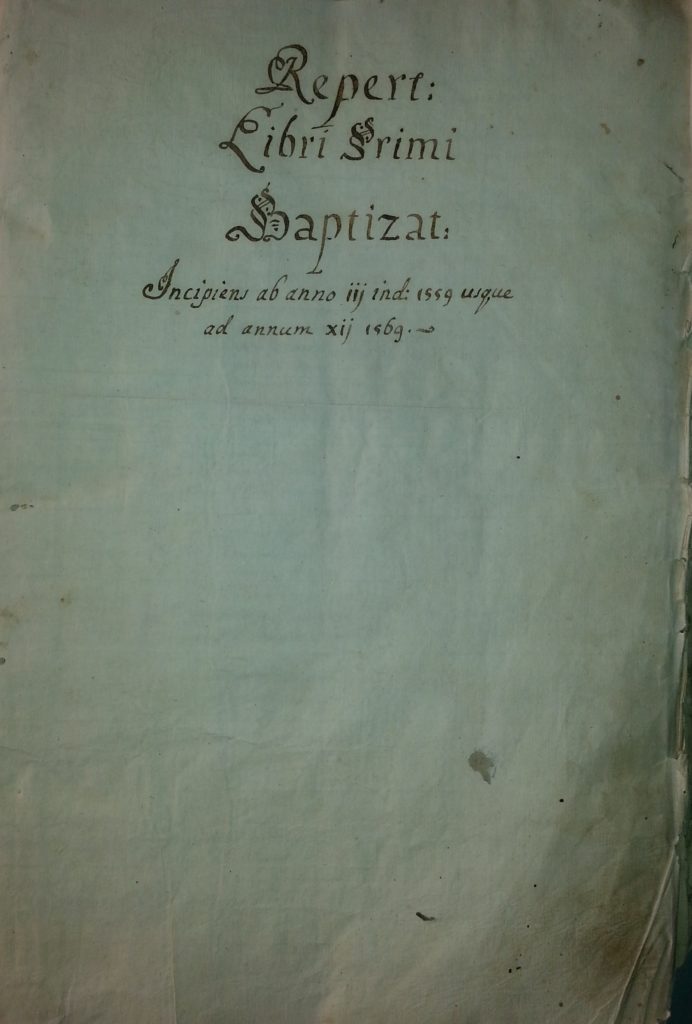 Repert:
Libri Primi
Baptizat:
Incipiens ab anno iij ind: 1559 usque
ad annum xij 1569.